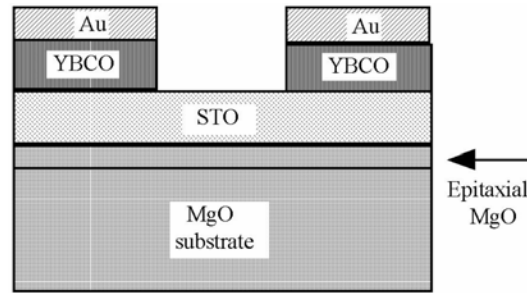 Au
Au
YBCO
YBCO
STO
Epitaxial
MgO
MgO
substrate